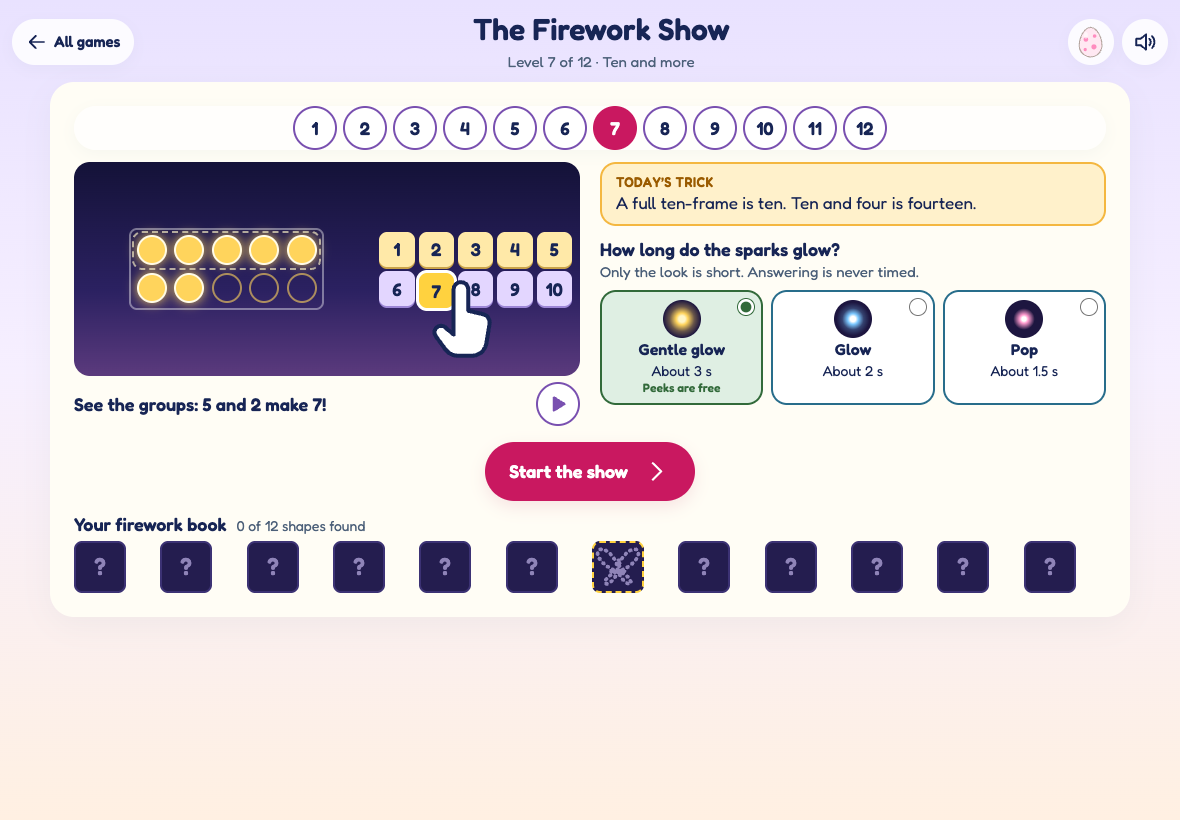 All games
The Firework Show
Level 7 of 12 · Ten and more
1 2 3 4 5 6 7 8 9 10 11 12
1 2 3 4 5
6 7 8 9 10
See the groups: 5 and 2 make 7!
TODAY'S TRICK
A full ten-frame is ten. Ten and four is fourteen.
How long do the sparks glow?
Only the look is short. Answering is never timed.
Gentle glow
About 3 s
Peeks are free
Glow
About 2 s
Pop
About 1.5 s
Start the show
Your firework book 0 of 12 shapes found
? ? ? ? ? ? ? ? ? ? ?